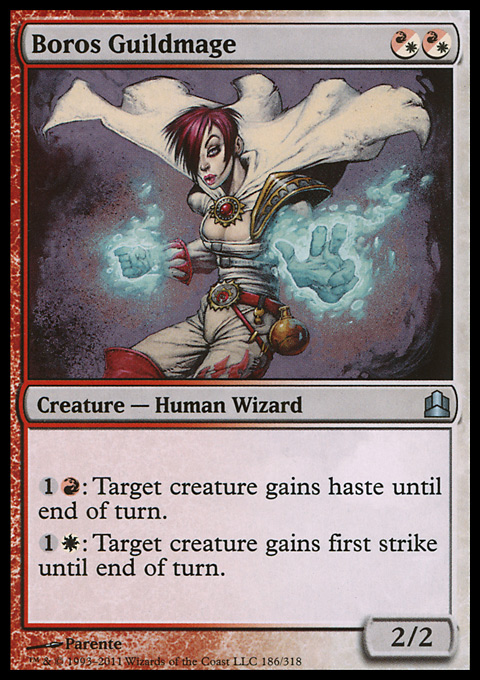 Boros Guildmage
Creature — Human Wizard
1 : Target creature gains haste until
end of turn.
1 : Target creature gains first strike
until end of turn.
Parente
2/2
™ & © 1993–2011 Wizards of the Coast LLC 186/318